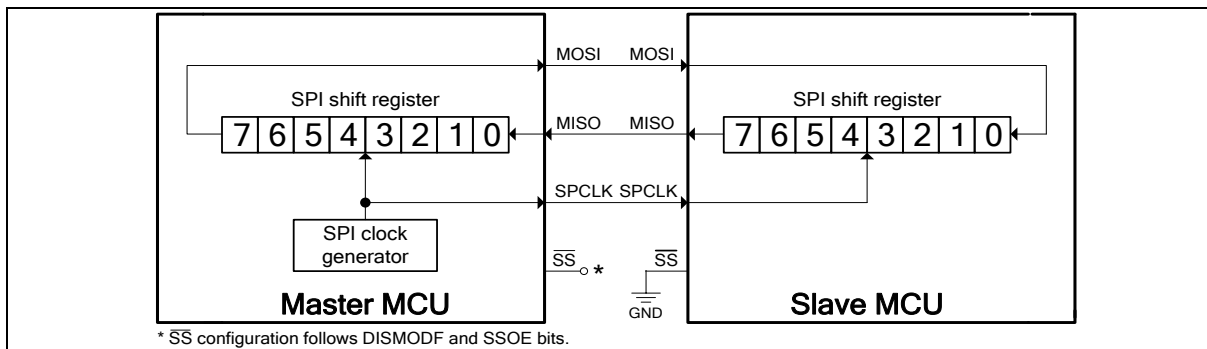 MOSI MOSI
SPI shift register SPI shift register
7 6 5 4 3 2 1 0 MISO MISO 7 6 5 4 3 2 1 0
SPCLK SPCLK
SPI clock
generator
SS * SS
GND
Master MCU Slave MCU
* SS configuration follows DISMODF and SSOE bits.